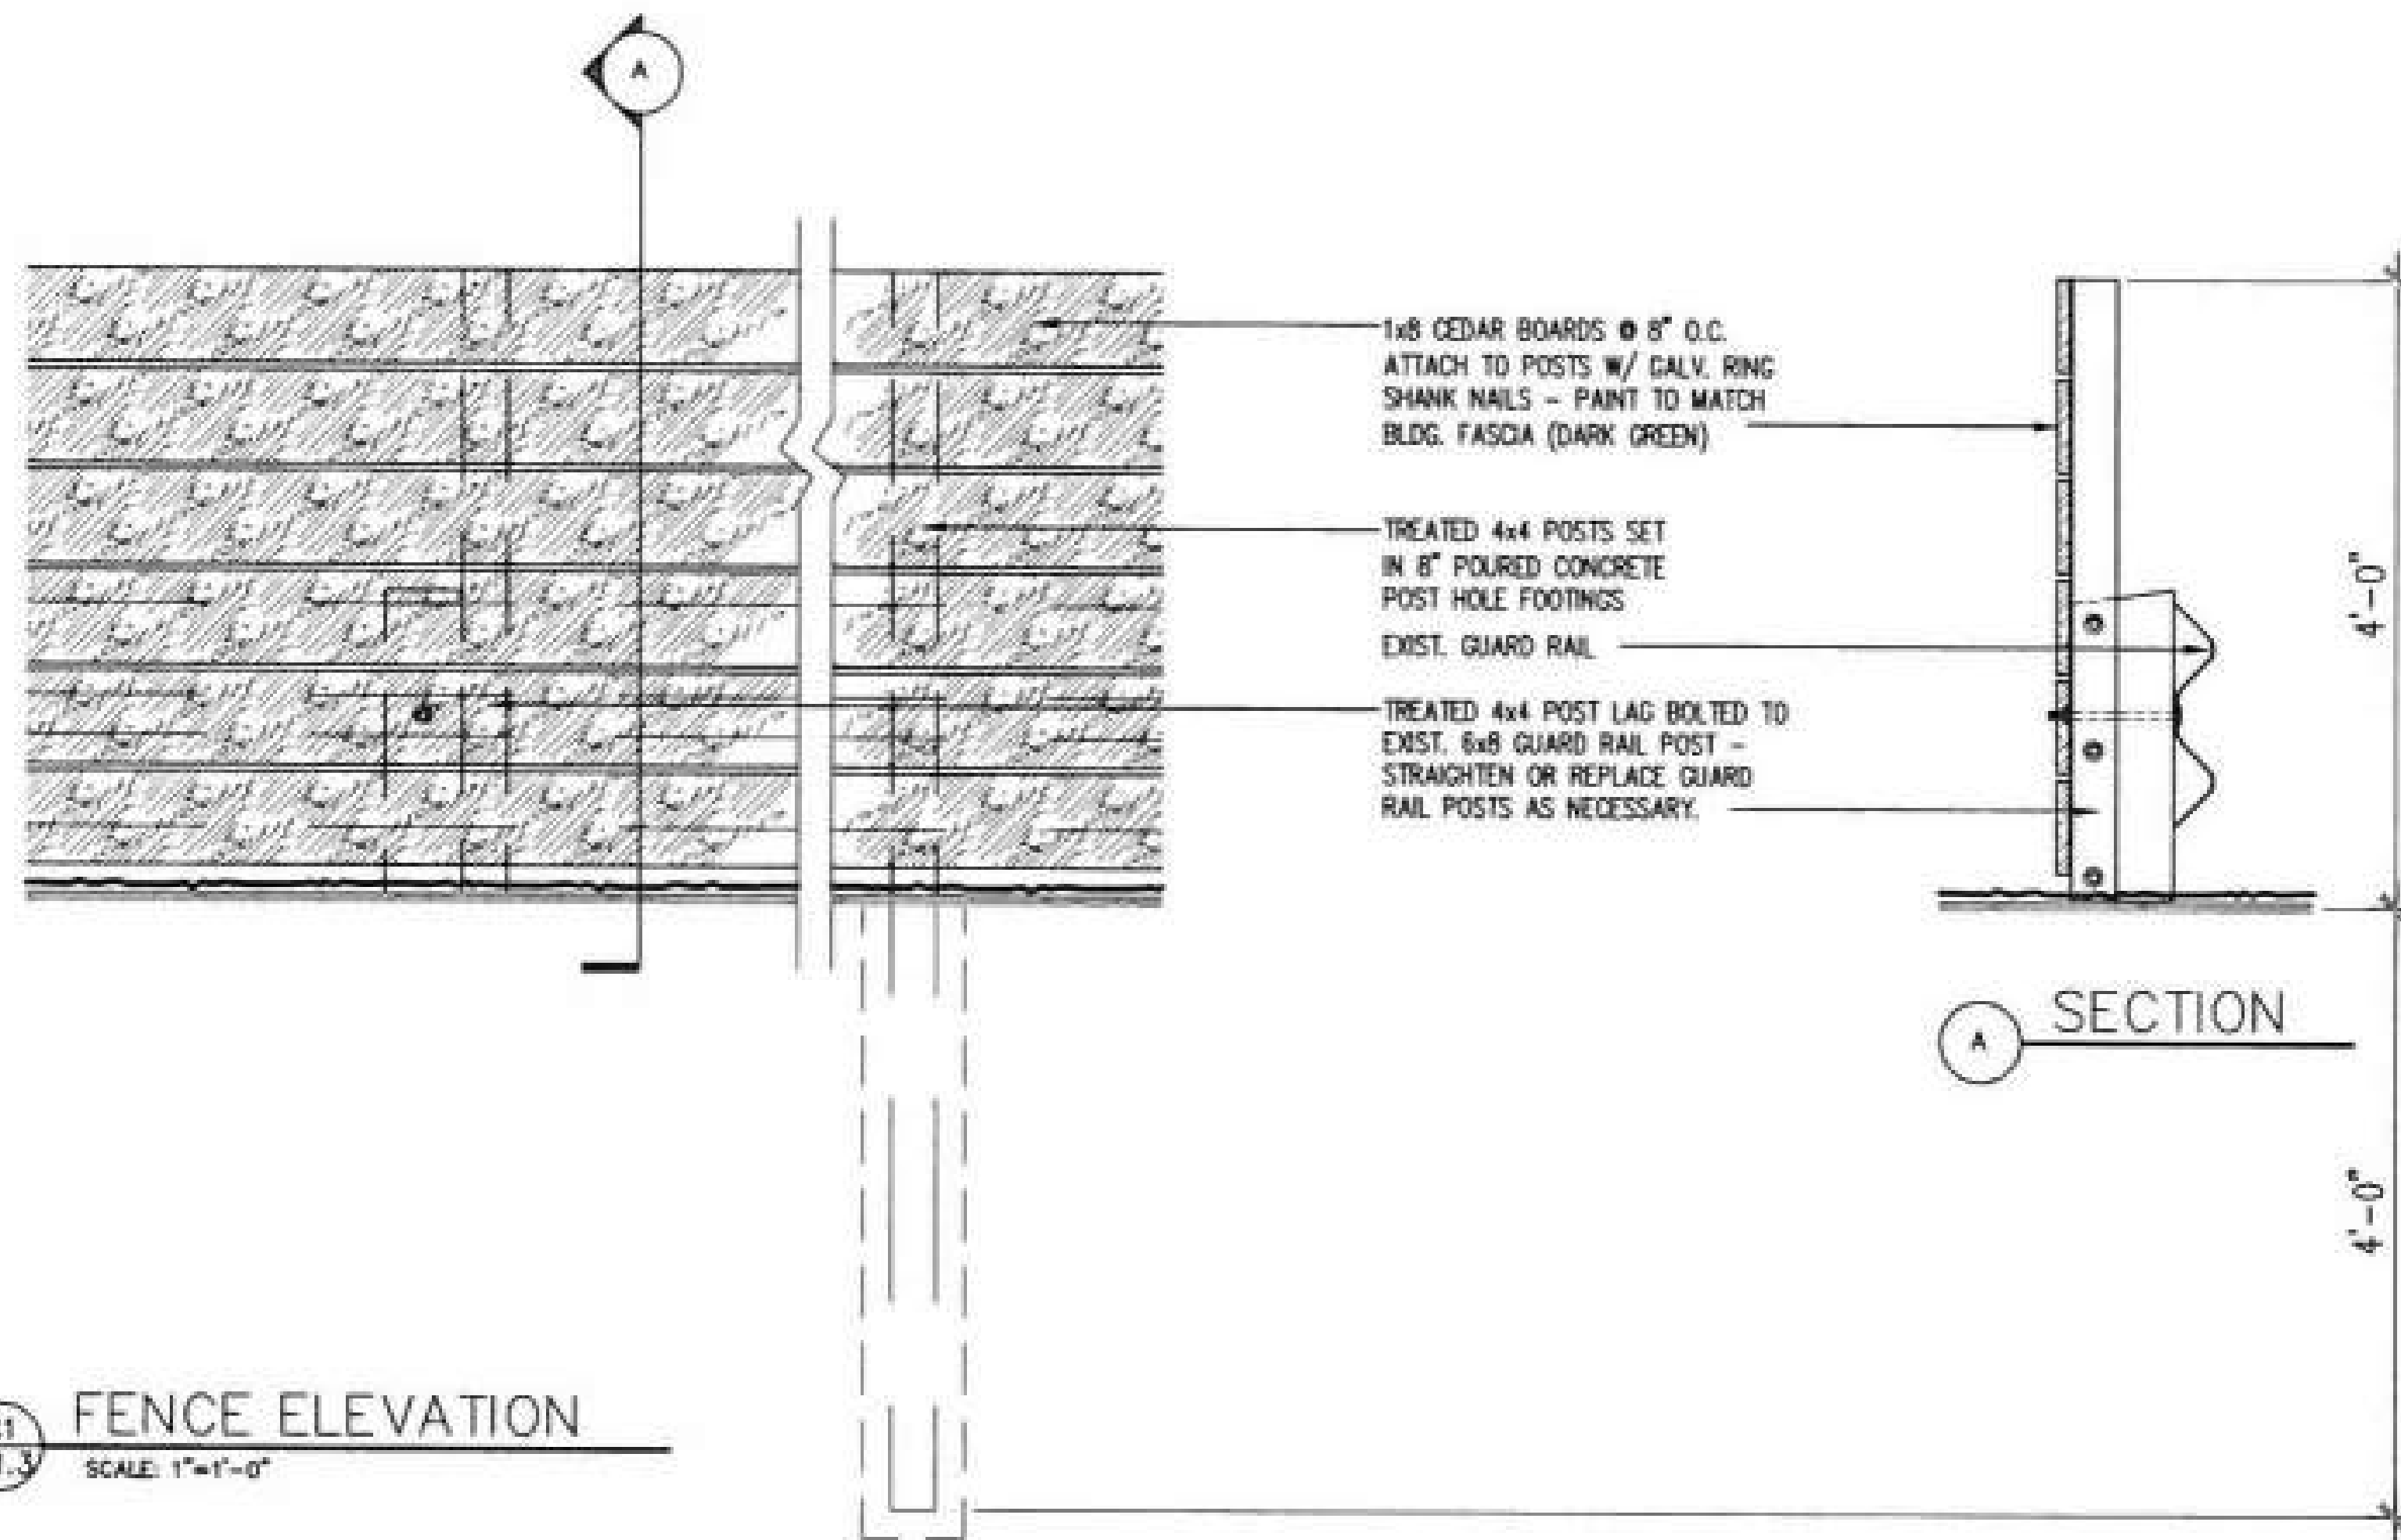 A
1x8 CEDAR BOARDS @ 8" O.C.
ATTACH TO POSTS W/ GALV. RING
SHANK NAILS - PAINT TO MATCH
BLDG. FASCIA (DARK GREEN)
TREATED 4x4 POSTS SET
IN 8" POURED CONCRETE
POST HOLE FOOTINGS
EXIST. GUARD RAIL
TREATED 4x4 POST LAG BOLTED TO
EXIST. 6x8 GUARD RAIL POST -
STRAIGHTEN OR REPLACE GUARD
RAIL POSTS AS NECESSARY.
4'-0"
A SECTION
4'-0"
FENCE ELEVATION
SCALE: 1"=1'-0"